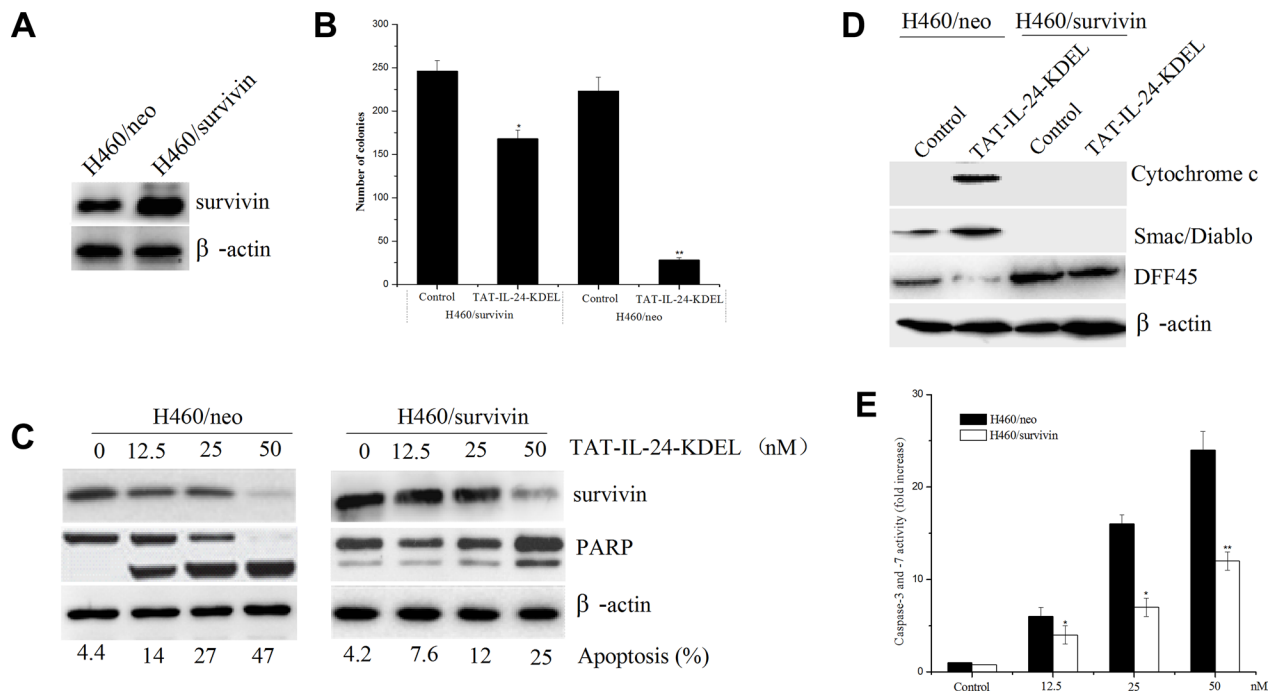 A
H460/neo
H460/survivin
survivin
β -actin
B
300
250
200
150
100
50
0
Number of colonies
*
**
Control
TAT-IL-24-KDEL
Control
TAT-IL-24-KDEL
H460/survivin
H460/neo
D
H460/neo
H460/survivin
Control
TAT-IL-24-KDEL
Control
TAT-IL-24-KDEL
Cytochrome c
Smac/Diablo
DFF45
β -actin
C
H460/neo
H460/survivin
0 12.5 25 50
0 12.5 25 50
TAT-IL-24-KDEL (nM)
survivin
PARP
β -actin
4.4 14 27 47
4.2 7.6 12 25
Apoptosis (%)
E
30
20
10
0
Caspase-3 and -7 activity (fold increase)
H460/neo
H460/survivin
*
*
**
Control
12.5
25
50
nM